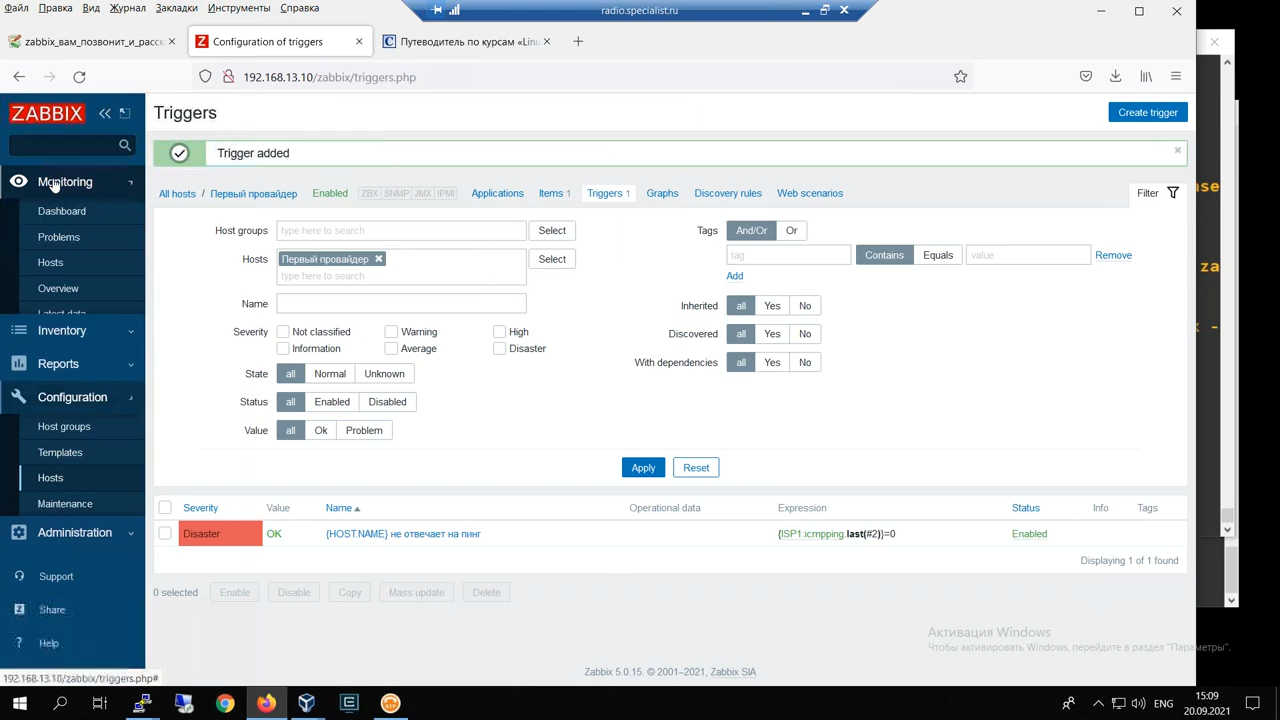 Файл Правка Вид Журнал Закладки Инструменты Справка
radio.specialist.ru
zabbix_вам_позвонит_и_расск
Configuration of triggers
Путеводитель по курсам «Linu
192.168.13.10/zabbix/triggers.php
ZABBIX
Triggers
Create trigger
Trigger added
Monitoring
Dashboard
Problems
Hosts
Overview
Latest data
Inventory
Reports
Configuration
Host groups
Templates
Hosts
Maintenance
Administration
Support
Share
Help
192.168.13.10/zabbix/triggers.php#
All hosts / Первый провайдер Enabled ZBX SNMP JMX IPMI Applications Items 1 Triggers 1 Graphs Discovery rules Web scenarios
Filter
Host groups type here to search Select
Hosts Первый провайдер Select
type here to search
Name
Severity Not classified Warning High
Information Average Disaster
State all Normal Unknown
Status all Enabled Disabled
Value all Ok Problem
Tags And/Or Or
tag Contains Equals value Remove
Add
Inherited all Yes No
Discovered all Yes No
With dependencies all Yes No
Apply Reset
Severity Value Name Operational data Expression Status Info Tags
Disaster OK {HOST.NAME} не отвечает на пинг {ISP1:icmpping.last(#2)}=0 Enabled
Displaying 1 of 1 found
0 selected Enable Disable Copy Mass update Delete
Zabbix 5.0.15. © 2001–2021, Zabbix SIA
Активация Windows
Чтобы активировать Windows, перейдите в раздел "Параметры".
ase
za
x -
ENG
15:09
20.09.2021